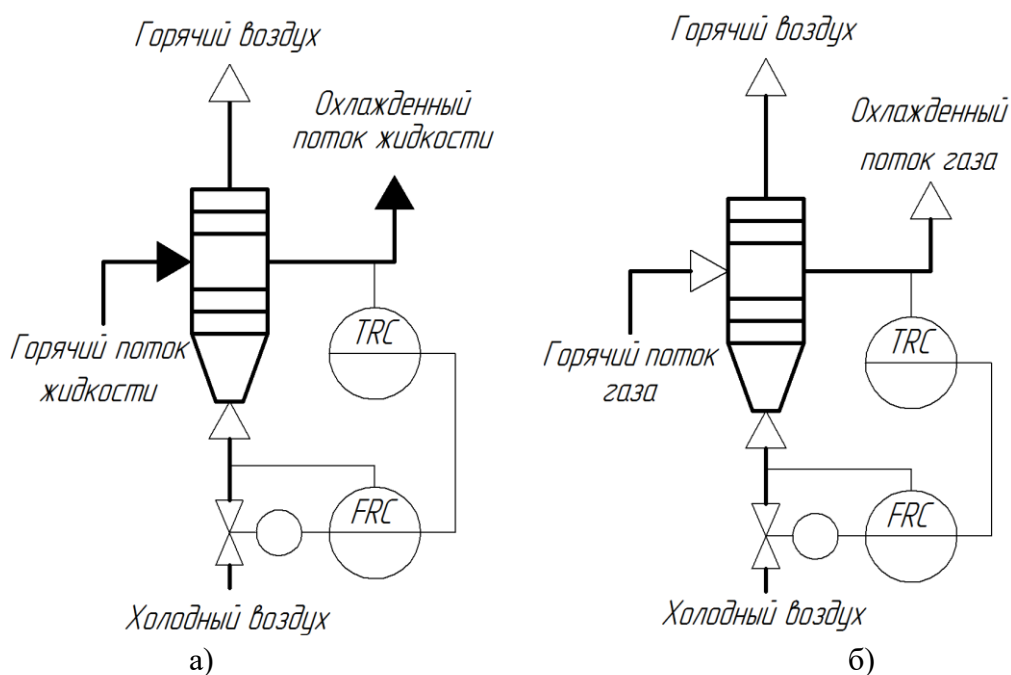 Горячий воздух
Охлажденный
поток жидкости
TRC
Горячий поток
жидкости
FRC
Холодный воздух
а)
Горячий воздух
Охлажденный
поток газа
TRC
Горячий поток
газа
FRC
Холодный воздух
б)